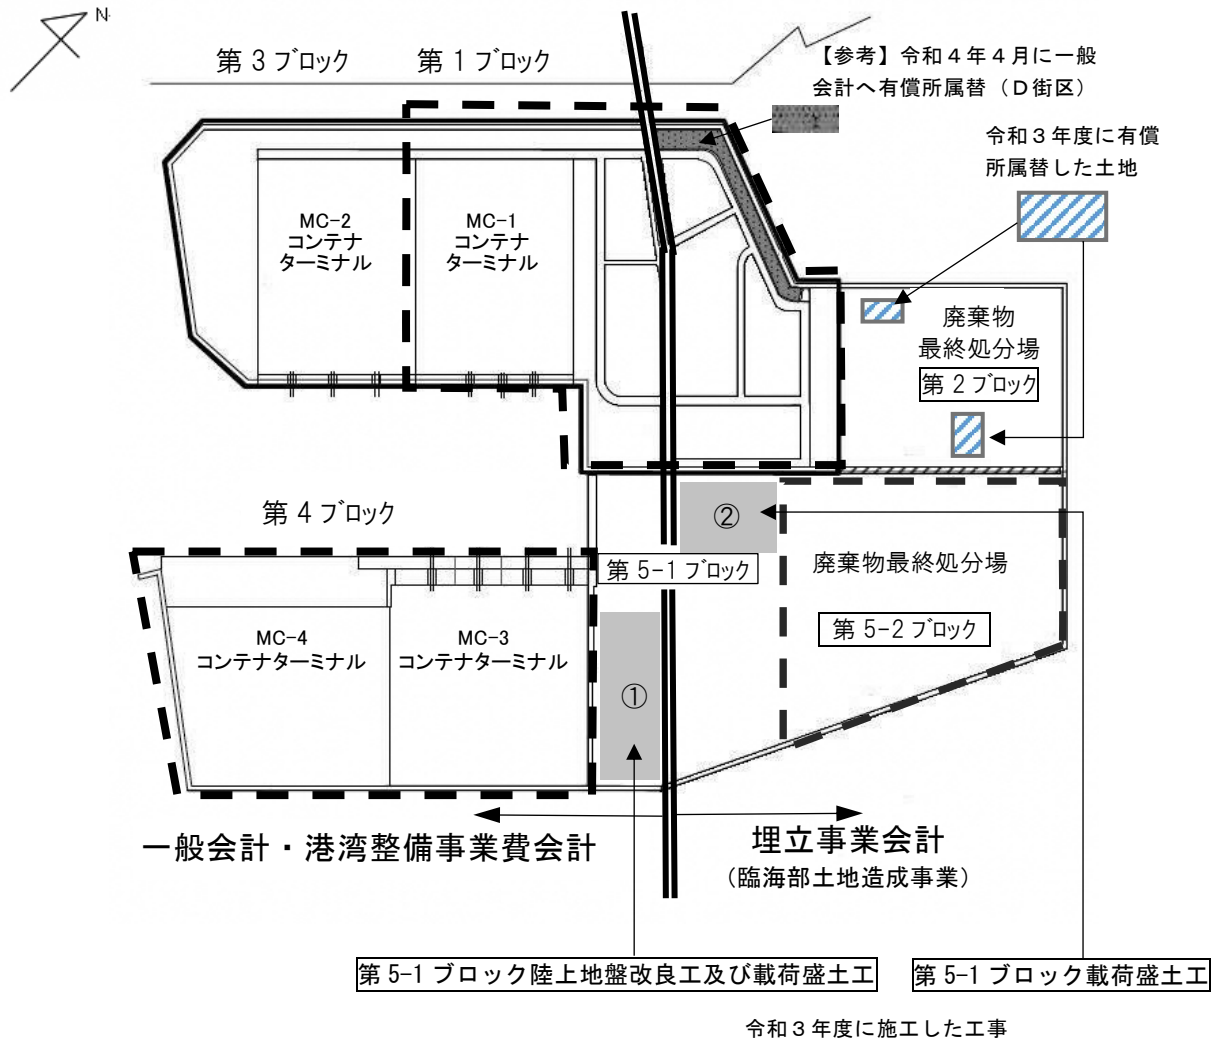 N
第3ブロック
第1ブロック
【参考】令和4年4月に一般
会計へ有償所属替（D街区）
令和3年度に有償
所属替した土地
MC-2
コンテナ
ターミナル
MC-1
コンテナ
ターミナル
廃棄物
最終処分場
第2ブロック
第4ブロック
②
第5-1ブロック
廃棄物最終処分場
第5-2ブロック
MC-4
コンテナターミナル
MC-3
コンテナターミナル
①
一般会計・港湾整備事業費会計
埋立事業会計
（臨海部土地造成事業）
第5-1ブロック陸上地盤改良工及び載荷盛土工
第5-1ブロック載荷盛土工
令和3年度に施工した工事